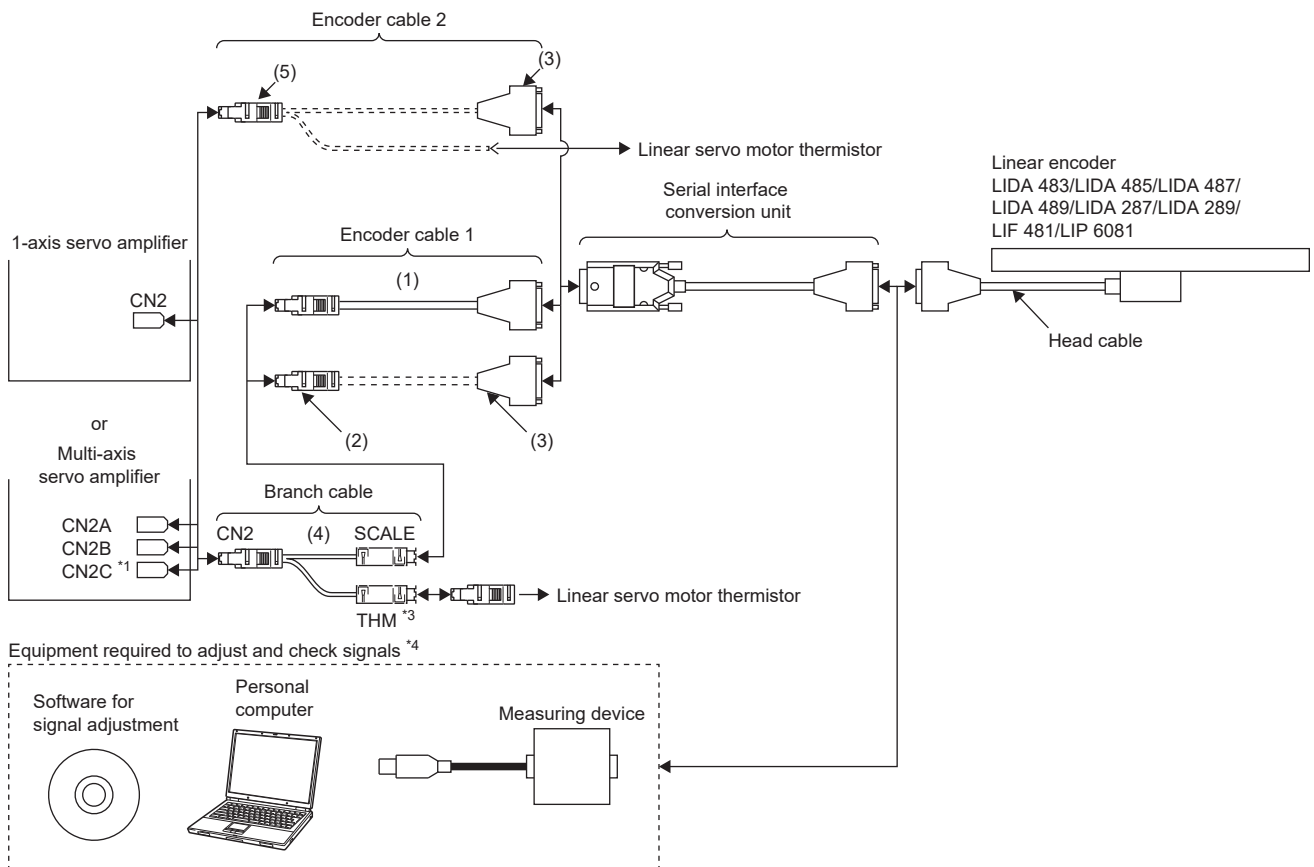 Encoder cable 2
(3)
(5)
Linear servo motor thermistor
Linear encoder
LIDA 483/LIDA 485/LIDA 487/
LIDA 489/LIDA 287/LIDA 289/
LIF 481/LIP 6081
Serial interface
conversion unit
1-axis servo amplifier
Encoder cable 1
(1)
CN2
Head cable
(2)
(3)
or
Multi-axis
servo amplifier
Branch cable
CN2
(4)
SCALE
CN2A
CN2B
CN2C *1
Linear servo motor thermistor
THM *3
Equipment required to adjust and check signals *4
Software for
signal adjustment
Personal
computer
Measuring device